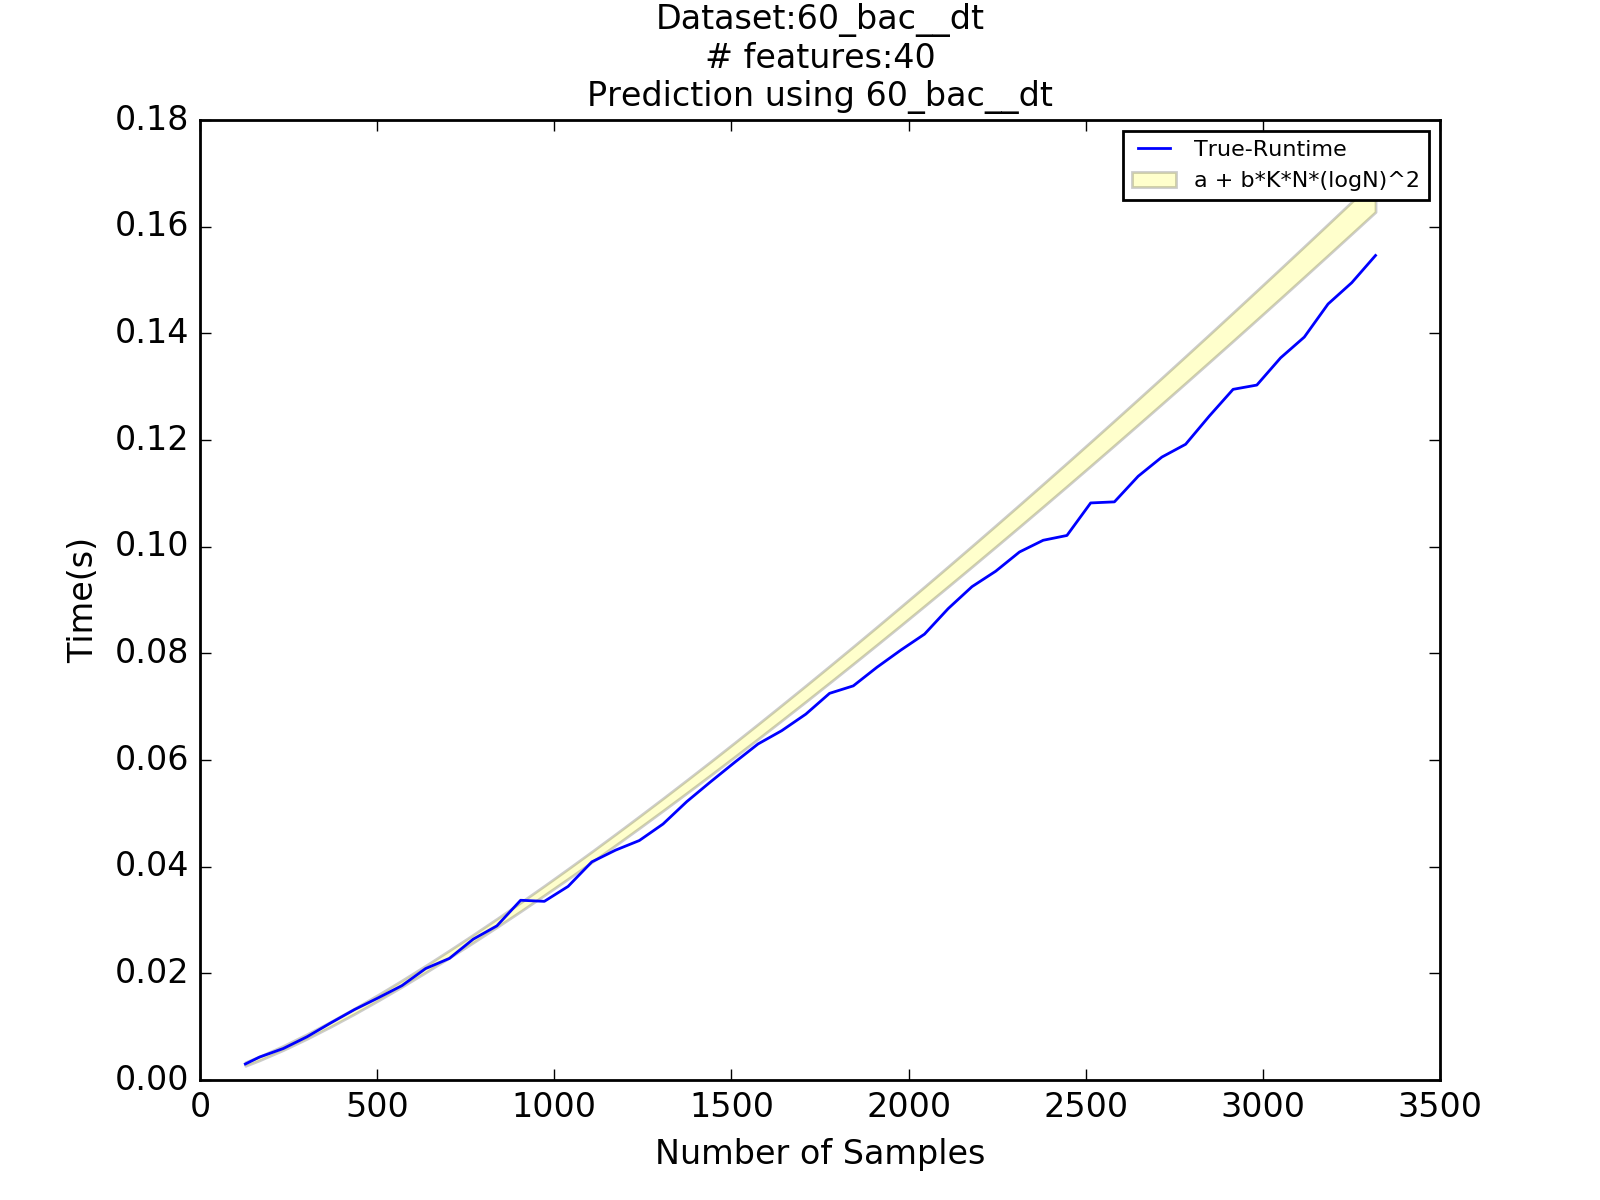 Dataset:60_bac__dt
# features:40
Prediction using 60_bac__dt
True-Runtime
a + b*K*N*(logN)^2
0.18
0.16
0.14
0.12
0.10
0.08
0.06
0.04
0.02
0.00
Time(s)
0 500 1000 1500 2000 2500 3000 3500
Number of Samples